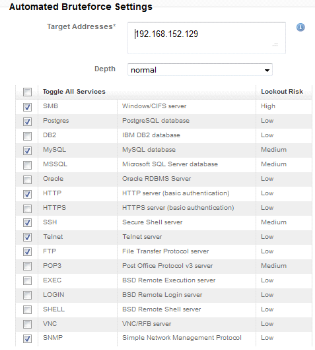 Automated Bruteforce Settings
Target Addresses*
192.168.152.129
Depth normal
Toggle All Services Lockout Risk
SMB Windows/CIFS server High
Postgres PostgreSQL database Low
DB2 IBM DB2 database Low
MySQL MySQL database Medium
MSSQL Microsoft SQL Server database Medium
Oracle Oracle RDBMS Server Low
HTTP HTTP server (basic authentication) Low
HTTPS HTTPS server (basic authentication) Low
SSH Secure Shell server Medium
Telnet Telnet server Low
FTP File Transfer Protocol server Low
POP3 Post Office Protocol v3 server Medium
EXEC BSD Remote Execution server Low
LOGIN BSD Remote Login server Low
SHELL BSD Remote Shell server Low
VNC VNC/RFB server Low
SNMP Simple Network Management Protocol Low